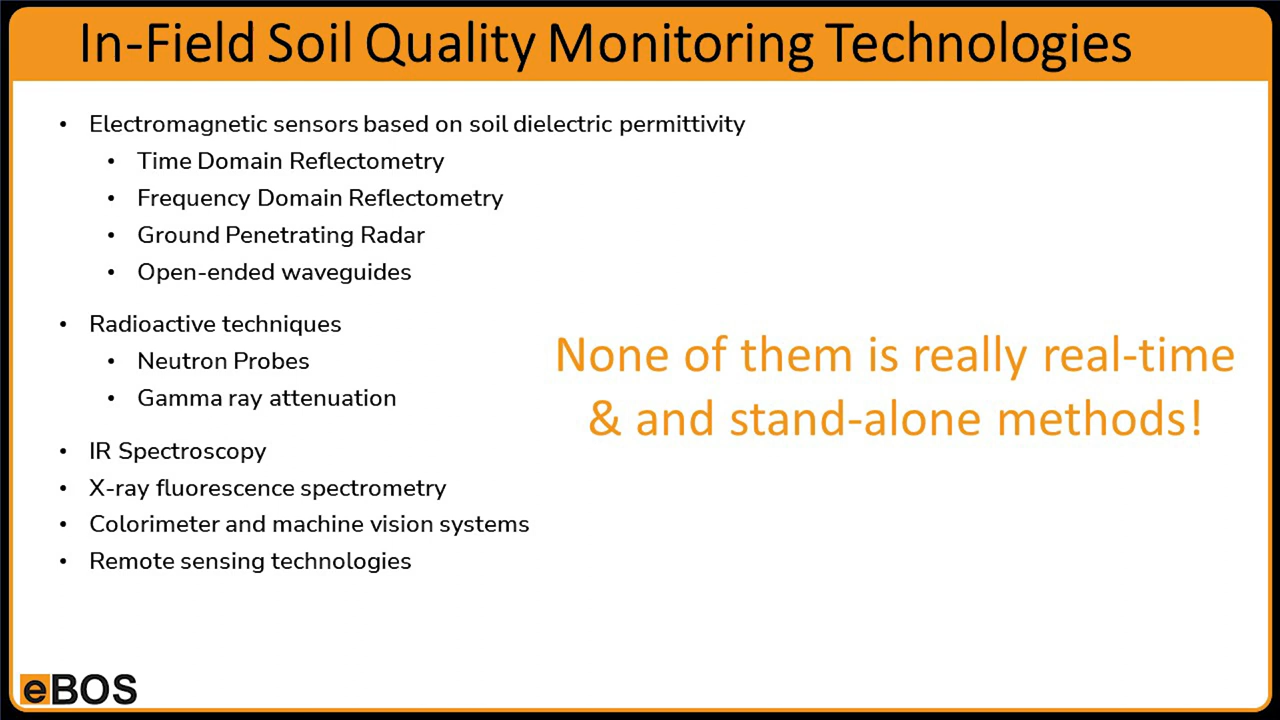 In-Field Soil Quality Monitoring Technologies
• Electromagnetic sensors based on soil dielectric permittivity
• Time Domain Reflectometry
• Frequency Domain Reflectometry
• Ground Penetrating Radar
• Open-ended waveguides
• Radioactive techniques
• Neutron Probes
• Gamma ray attenuation
• IR Spectroscopy
• X-ray fluorescence spectrometry
• Colorimeter and machine vision systems
• Remote sensing technologies
None of them is really real-time
& and stand-alone methods!
eBOS